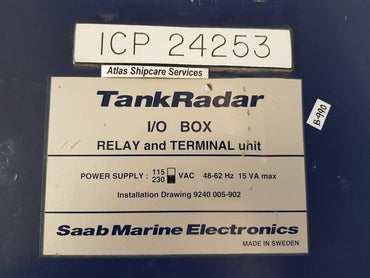 ICP 24253
Atlas Shipcare Services
TankRadar
I/O BOX
RELAY and TERMINAL unit
B-990
POWER SUPPLY : 115 230 VAC 48-62 Hz 15 VA max
Installation Drawing 9240 005-902
Saab Marine Electronics
MADE IN SWEDEN